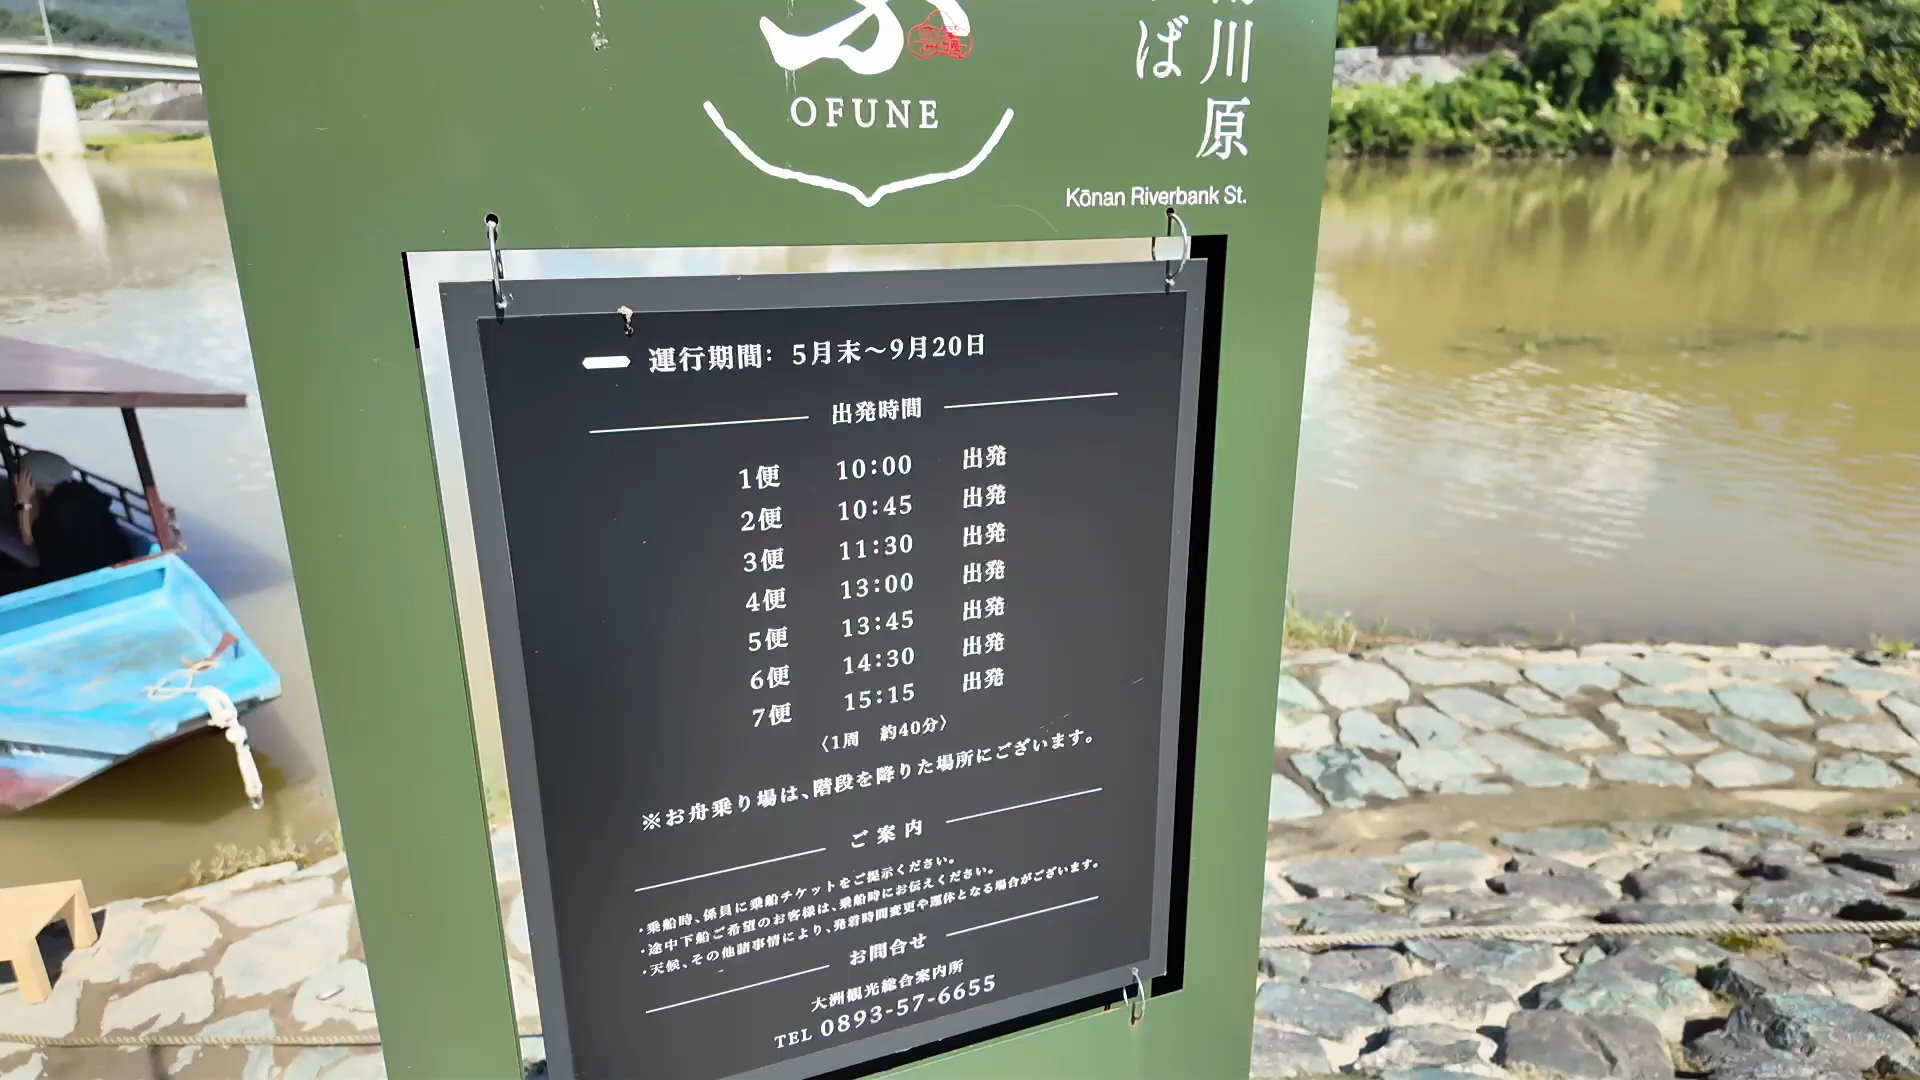 OFUNE
川原
ば
Kōnan Riverbank St.
運行期間：5月末～9月20日
出発時間
1便 10:00 出発
2便 10:45 出発
3便 11:30 出発
4便 13:00 出発
5便 13:45 出発
6便 14:30 出発
7便 15:15 出発
〈1周 約40分〉
※お舟乗り場は、階段を降りた場所にございます。
ご案内
・乗船時、係員に乗船チケットをご提示ください。
・途中下船ご希望のお客様は、乗船時にお伝えください。
・天候、その他諸事情により、発着時間変更や運休となる場合がございます。
お問合せ
大洲観光総合案内所
TEL 0893-57-6655